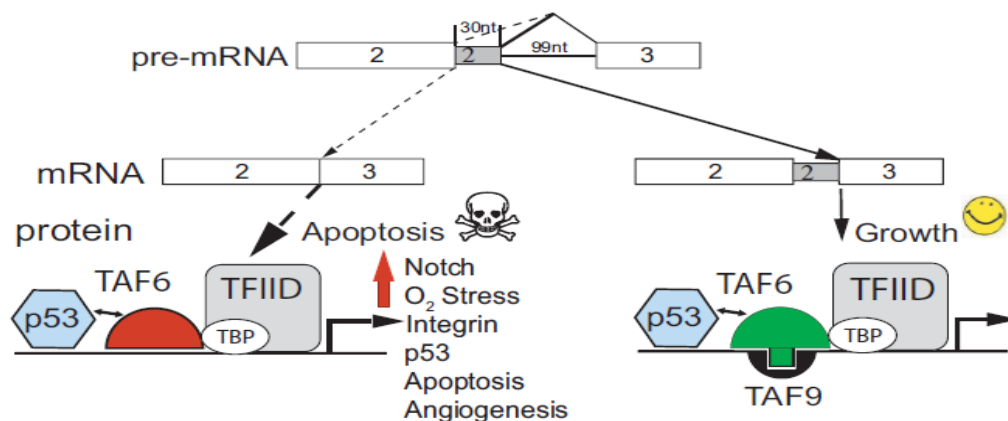 30nt
pre-mRNA 2 2 99nt 3
mRNA 2 3 2 2 3
protein Apoptosis Growth
TAF6 TFIID Notch TAF6 TFIID
p53 TBP O2 Stress p53 TBP
Integrin
p53 TAF9
Apoptosis
Angiogenesis